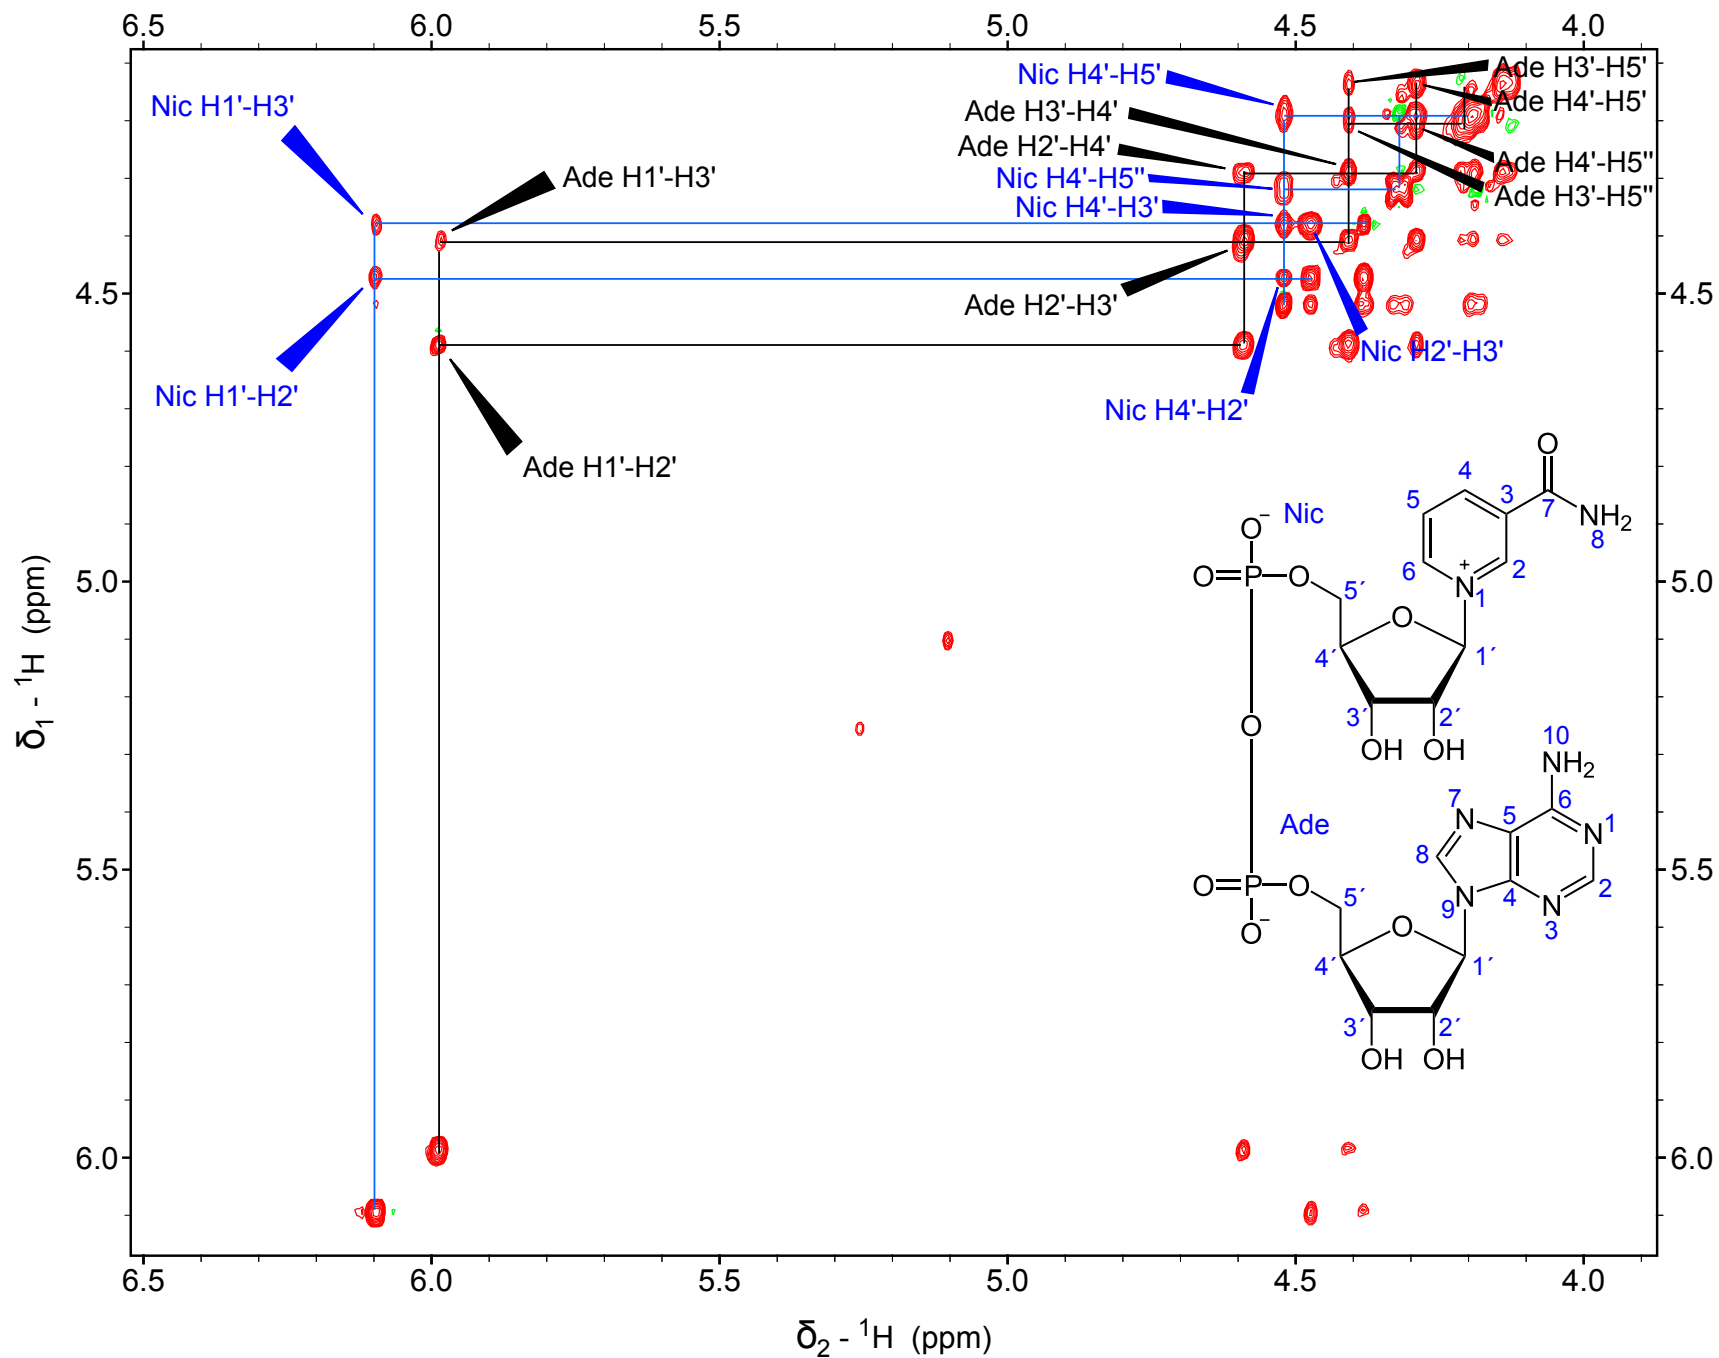 6.5 6.0 5.5 5.0 4.5 4.0
Nic H4'-H5'
Ade H3'-H5'
Ade H4'-H5'
Nic H1'-H3'
Ade H3'-H4'
Ade H2'-H4'
Ade H1'-H3'
Nic H4'-H5"
Ade H4'-H5"
Ade H3'-H5"
Nic H4'-H3'
4.5 4.5
Ade H2'-H3'
Nic H2'-H3'
Nic H1'-H2'
Nic H4'-H2'
Ade H1'-H2'
O
4
5 3
7 NH2
8
O− Nic
6 + 2
5.0 O=P-O N 5.0
1
5´
O
4´ 1´
3´ 2´
O
OH OH
10
NH2
7 6
N 5 N 1
Ade
8
5.5 4 2 5.5
O=P-O 5´ N N
9 3
O− O
4´ 1´
3´ 2´
OH OH
6.0 6.0
6.5 6.0 5.5 5.0 4.5 4.0
δ1 - 1H (ppm)
δ2 - 1H (ppm)